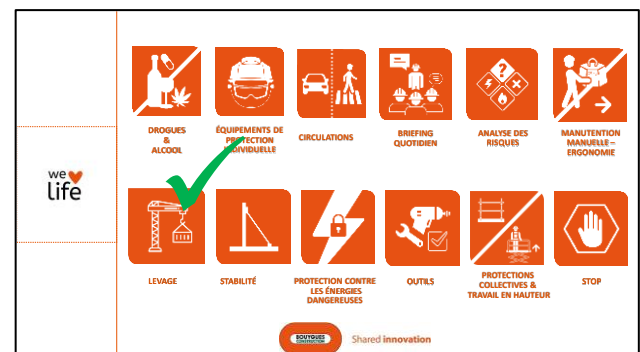 we
life
DROGUES
&
ALCOOL
ÉQUIPEMENTS DE
PROTECTION
INDIVIDUELLE
CIRCULATIONS
BRIEFING
QUOTIDIEN
ANALYSE DES
RISQUES
MANUTENTION
MANUELLE –
ERGONOMIE
LEVAGE
STABILITÉ
PROTECTION CONTRE
LES ÉNERGIES
DANGEREUSES
OUTILS
PROTECTIONS
COLLECTIVES &
TRAVAIL EN HAUTEUR
STOP
BOUYGUES
CONSTRUCTION
Shared innovation